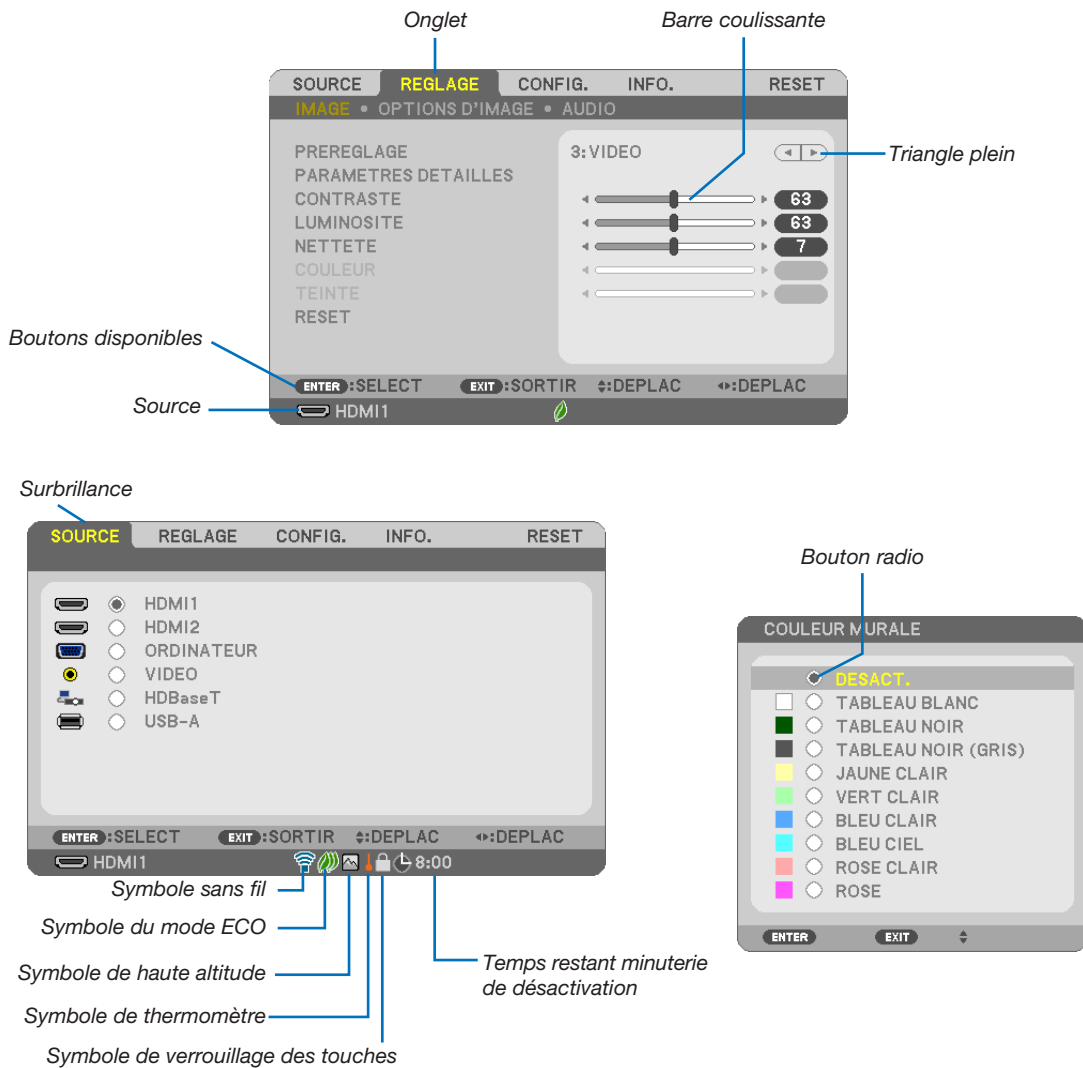 Onglet
Barre coulissante
SOURCE REGLAGE CONFIG. INFO. RESET
IMAGE • OPTIONS D'IMAGE • AUDIO
PREREGLAGE 3:VIDEO
Triangle plein
PARAMETRES DETAILLES
CONTRASTE 63
LUMINOSITE 63
NETTETE 7
COULEUR
TEINTE
RESET
Boutons disponibles
ENTER :SELECT EXIT :SORTIR :DEPLAC :DEPLAC
Source
HDMI1
Surbrillance
SOURCE REGLAGE CONFIG. INFO. RESET
HDMI1
HDMI2
ORDINATEUR
VIDEO
HDBaseT
USB-A
ENTER :SELECT EXIT :SORTIR :DEPLAC :DEPLAC
HDMI1 8:00
Symbole sans fil
Symbole du mode ECO
Symbole de haute altitude
Symbole de thermomètre
Symbole de verrouillage des touches
Temps restant minuterie
de désactivation
Bouton radio
COULEUR MURALE
DESACT.
TABLEAU BLANC
TABLEAU NOIR
TABLEAU NOIR (GRIS)
JAUNE CLAIR
VERT CLAIR
BLEU CLAIR
BLEU CIEL
ROSE CLAIR
ROSE
ENTER EXIT